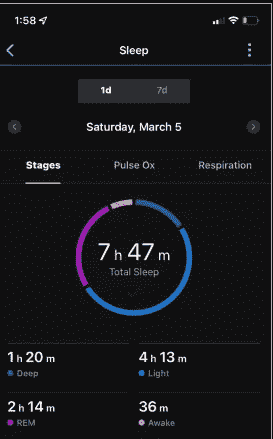 1:58
Sleep
1d 7d
Saturday, March 5
Stages Pulse Ox Respiration
7 h 47 m
Total Sleep
1 h 20 m 4 h 13 m
Deep Light
2 h 14 m 36 m
REM Awake